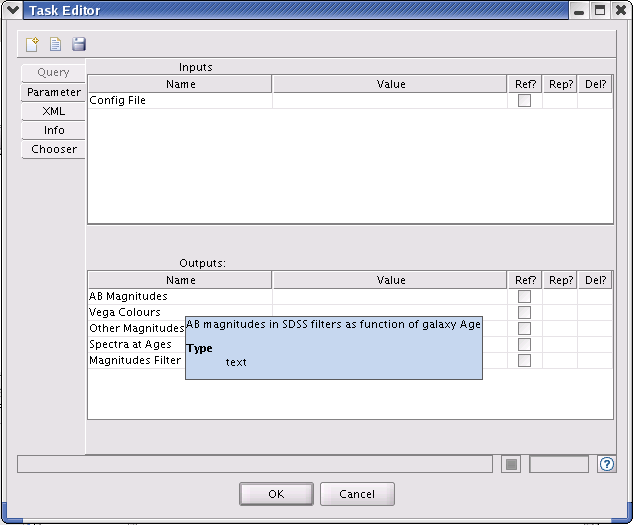 Task Editor
Query
Parameter
XML
Info
Chooser
Inputs
Name Value Ref? Rep? Del?
Config File
Outputs:
Name Value Ref? Rep? Del?
AB Magnitudes
Vega Colours
Other Magnitudes
Spectra at Ages
Magnitudes Filter
AB magnitudes in SDSS filters as function of galaxy Age
Type
text
?
OK Cancel